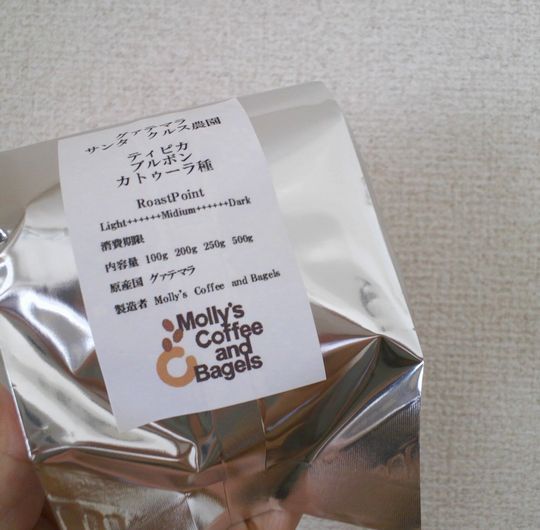 グァテマラ
サンタ　クルス農園
ティピカ
ブルボン
カトゥーラ種
RoastPoint
Light++++++Midium++++++Dark
消費期限
内容量 100g 200g 250g 500g
原産国 グァテマラ
製造者 Molly's Coffee and Bagels
Molly's
Coffee
and
Bagels